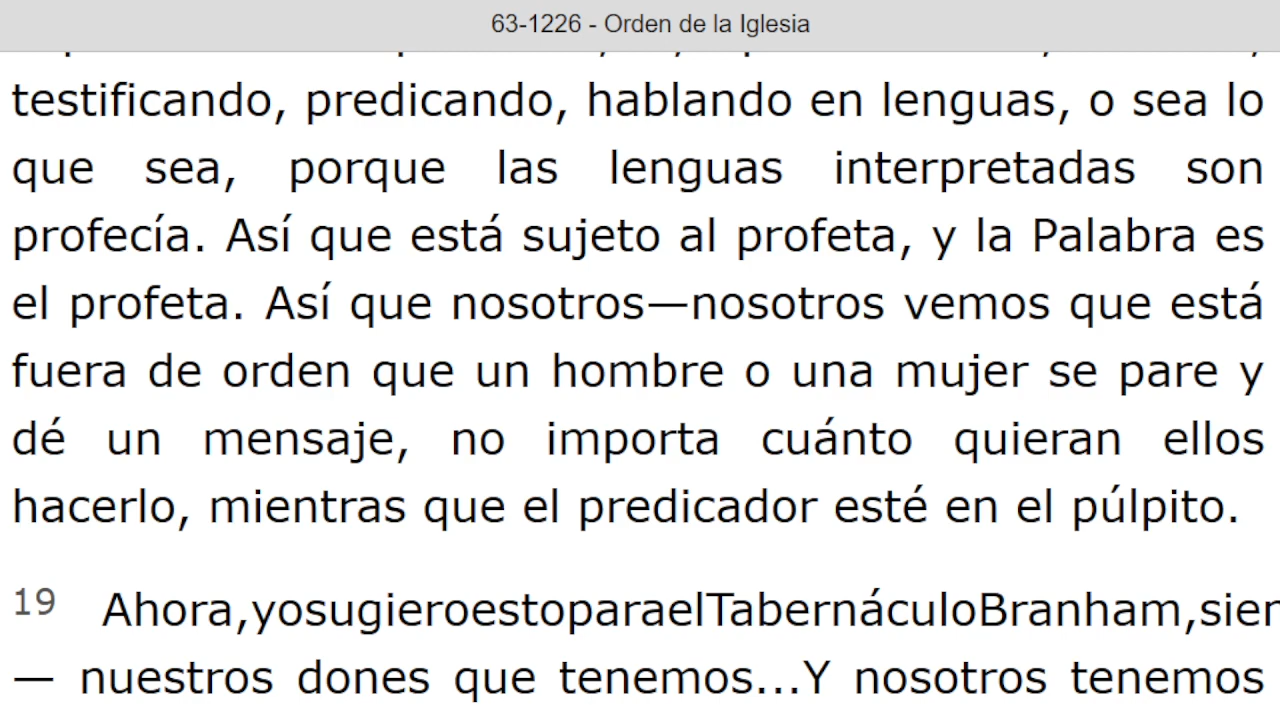 63-1226 - Orden de la Iglesia
testificando, predicando, hablando en lenguas, o sea lo
que sea, porque las lenguas interpretadas son
profecía. Así que está sujeto al profeta, y la Palabra es
el profeta. Así que nosotros—nosotros vemos que está
fuera de orden que un hombre o una mujer se pare y
dé un mensaje, no importa cuánto quieran ellos
hacerlo, mientras que el predicador esté en el púlpito.
19 Ahora,yosugieroestoparaelTabernáculoBranham,
— nuestros dones que tenemos...Y nosotros tenemos